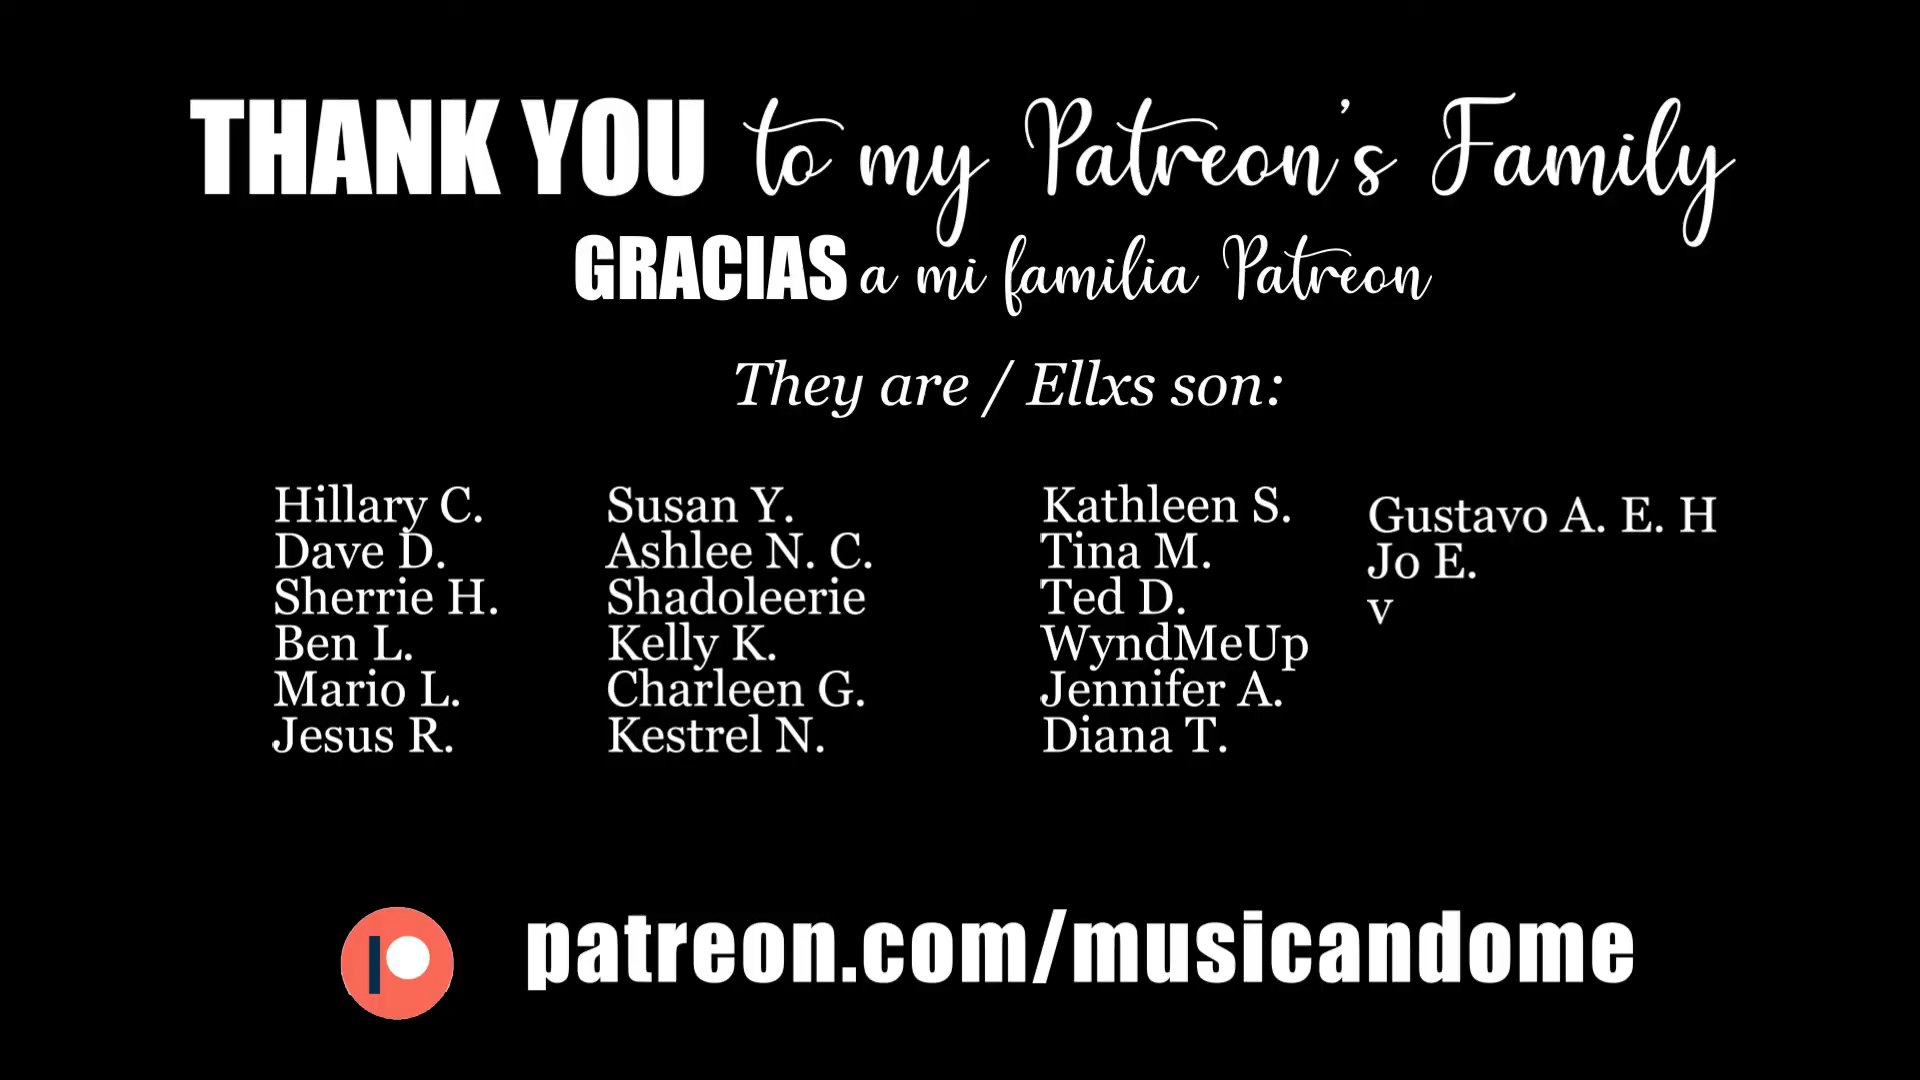 THANK YOU to my Patreon's Family
GRACIAS a mi familia Patreon
They are / Ellxs son:
Hillary C.
Dave D.
Sherrie H.
Ben L.
Mario L.
Jesus R.
Susan Y.
Ashlee N. C.
Shadoleerie
Kelly K.
Charleen G.
Kestrel N.
Kathleen S.
Tina M.
Ted D.
WyndMeUp
Jennifer A.
Diana T.
Gustavo A. E. H
Jo E.
v
patreon.com/musicandome